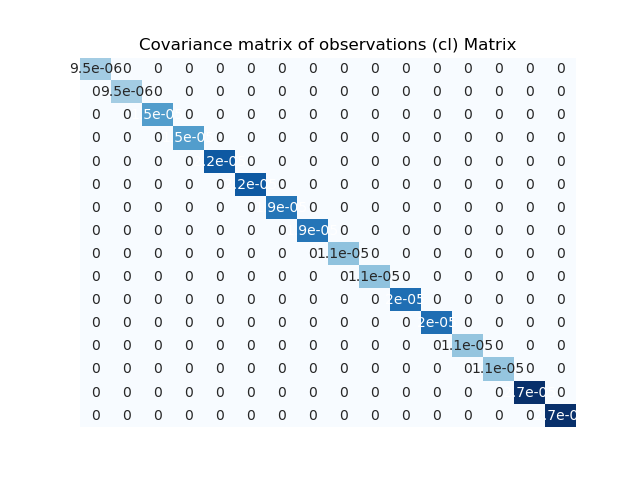 Covariance matrix of observations (cl) Matrix
9.5e-06 0 0 0 0 0 0 0 0 0 0 0 0 0 0 0
0 9.5e-06 0 0 0 0 0 0 0 0 0 0 0 0 0 0
0 0 5e-0 0 0 0 0 0 0 0 0 0 0 0 0 0
0 0 0 5e-0 0 0 0 0 0 0 0 0 0 0 0 0
0 0 0 0 .2e-0 0 0 0 0 0 0 0 0 0 0 0
0 0 0 0 0 .2e-0 0 0 0 0 0 0 0 0 0 0
0 0 0 0 0 0 9e-0 0 0 0 0 0 0 0 0 0
0 0 0 0 0 0 0 9e-0 0 0 0 0 0 0 0 0
0 0 0 0 0 0 0 0 1.1e-05 0 0 0 0 0 0 0
0 0 0 0 0 0 0 0 0 1.1e-05 0 0 0 0 0 0
0 0 0 0 0 0 0 0 0 0 2e-05 0 0 0 0 0
0 0 0 0 0 0 0 0 0 0 0 2e-05 0 0 0 0
0 0 0 0 0 0 0 0 0 0 0 0 1.1e-05 0 0 0
0 0 0 0 0 0 0 0 0 0 0 0 0 1.1e-05 0 0
0 0 0 0 0 0 0 0 0 0 0 0 0 0 .7e-0 0
0 0 0 0 0 0 0 0 0 0 0 0 0 0 0 .7e-0